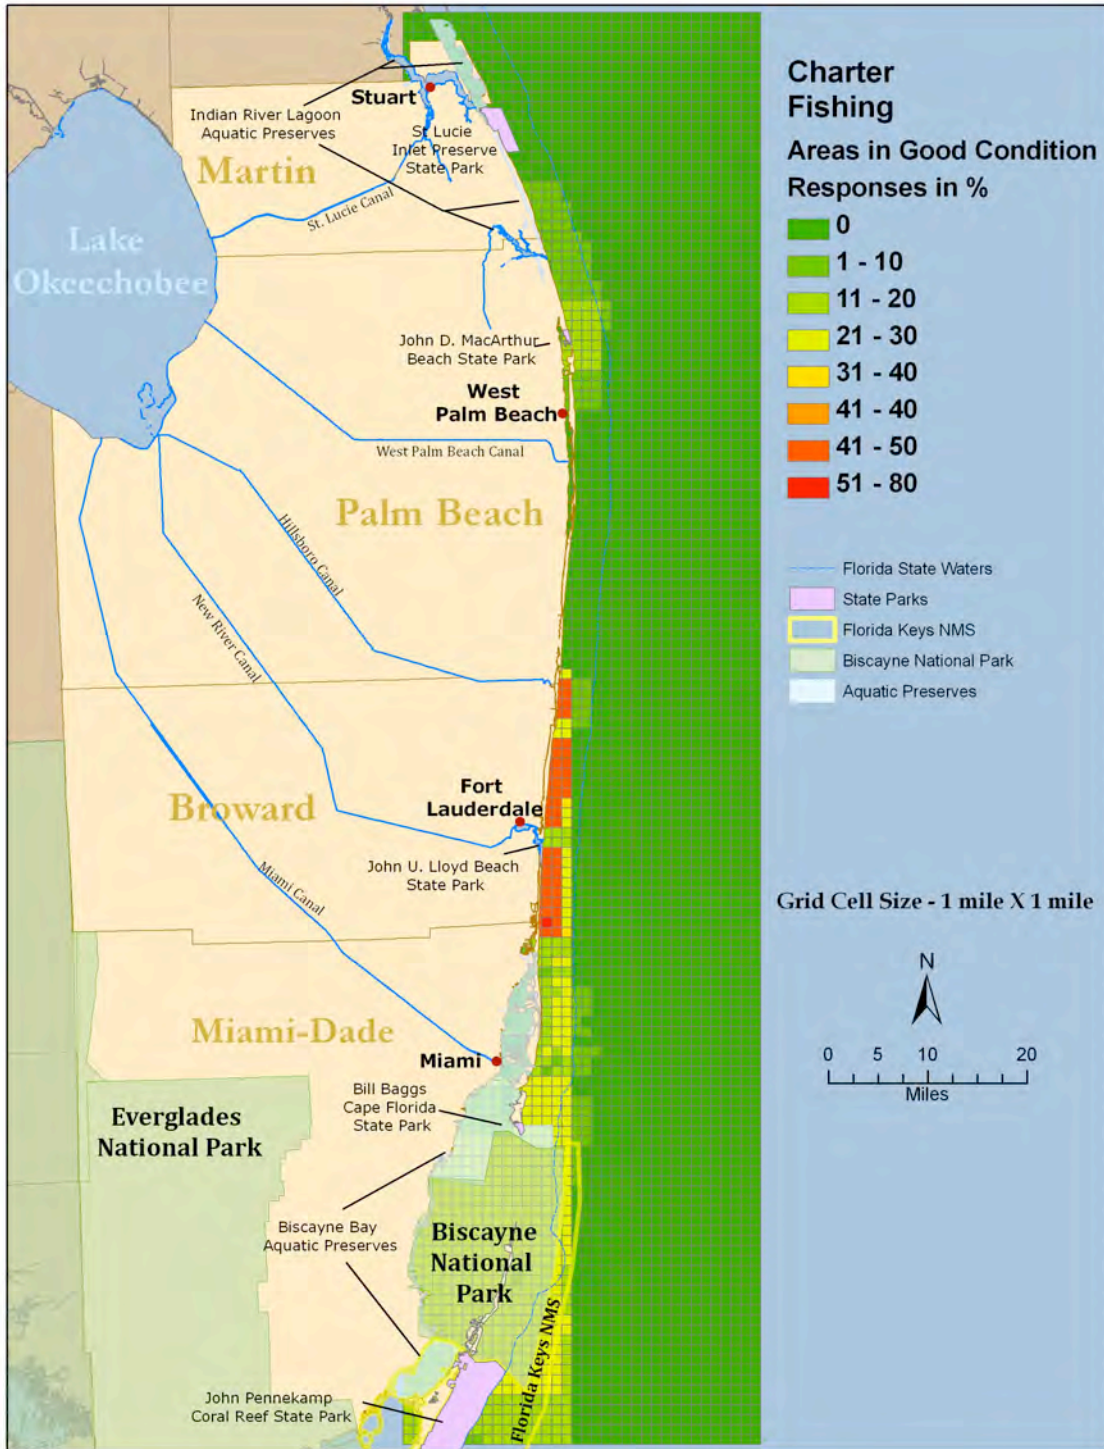 Charter
Fishing
Areas in Good Condition
Responses in %
0
1 - 10
11 - 20
21 - 30
31 - 40
41 - 40
41 - 50
51 - 80
Florida State Waters
State Parks
Florida Keys NMS
Biscayne National Park
Aquatic Preserves
Grid Cell Size - 1 mile X 1 mile
N
0 5 10 20
Miles
Stuart
Indian River Lagoon
Aquatic Preserves
St Lucie
Inlet Preserve
State Park
Martin
St. Lucie Canal
Lake
Okeechobee
John D. MacArthur
Beach State Park
West
Palm Beach
West Palm Beach Canal
Palm Beach
Hillsboro Canal
New River Canal
Fort
Lauderdale
Broward
John U. Lloyd Beach
State Park
Miami Canal
Miami-Dade
Miami
Bill Baggs
Cape Florida
State Park
Everglades
National Park
Biscayne Bay
Aquatic Preserves
Biscayne
National
Park
Florida Keys NMS
John Pennekamp
Coral Reef State Park